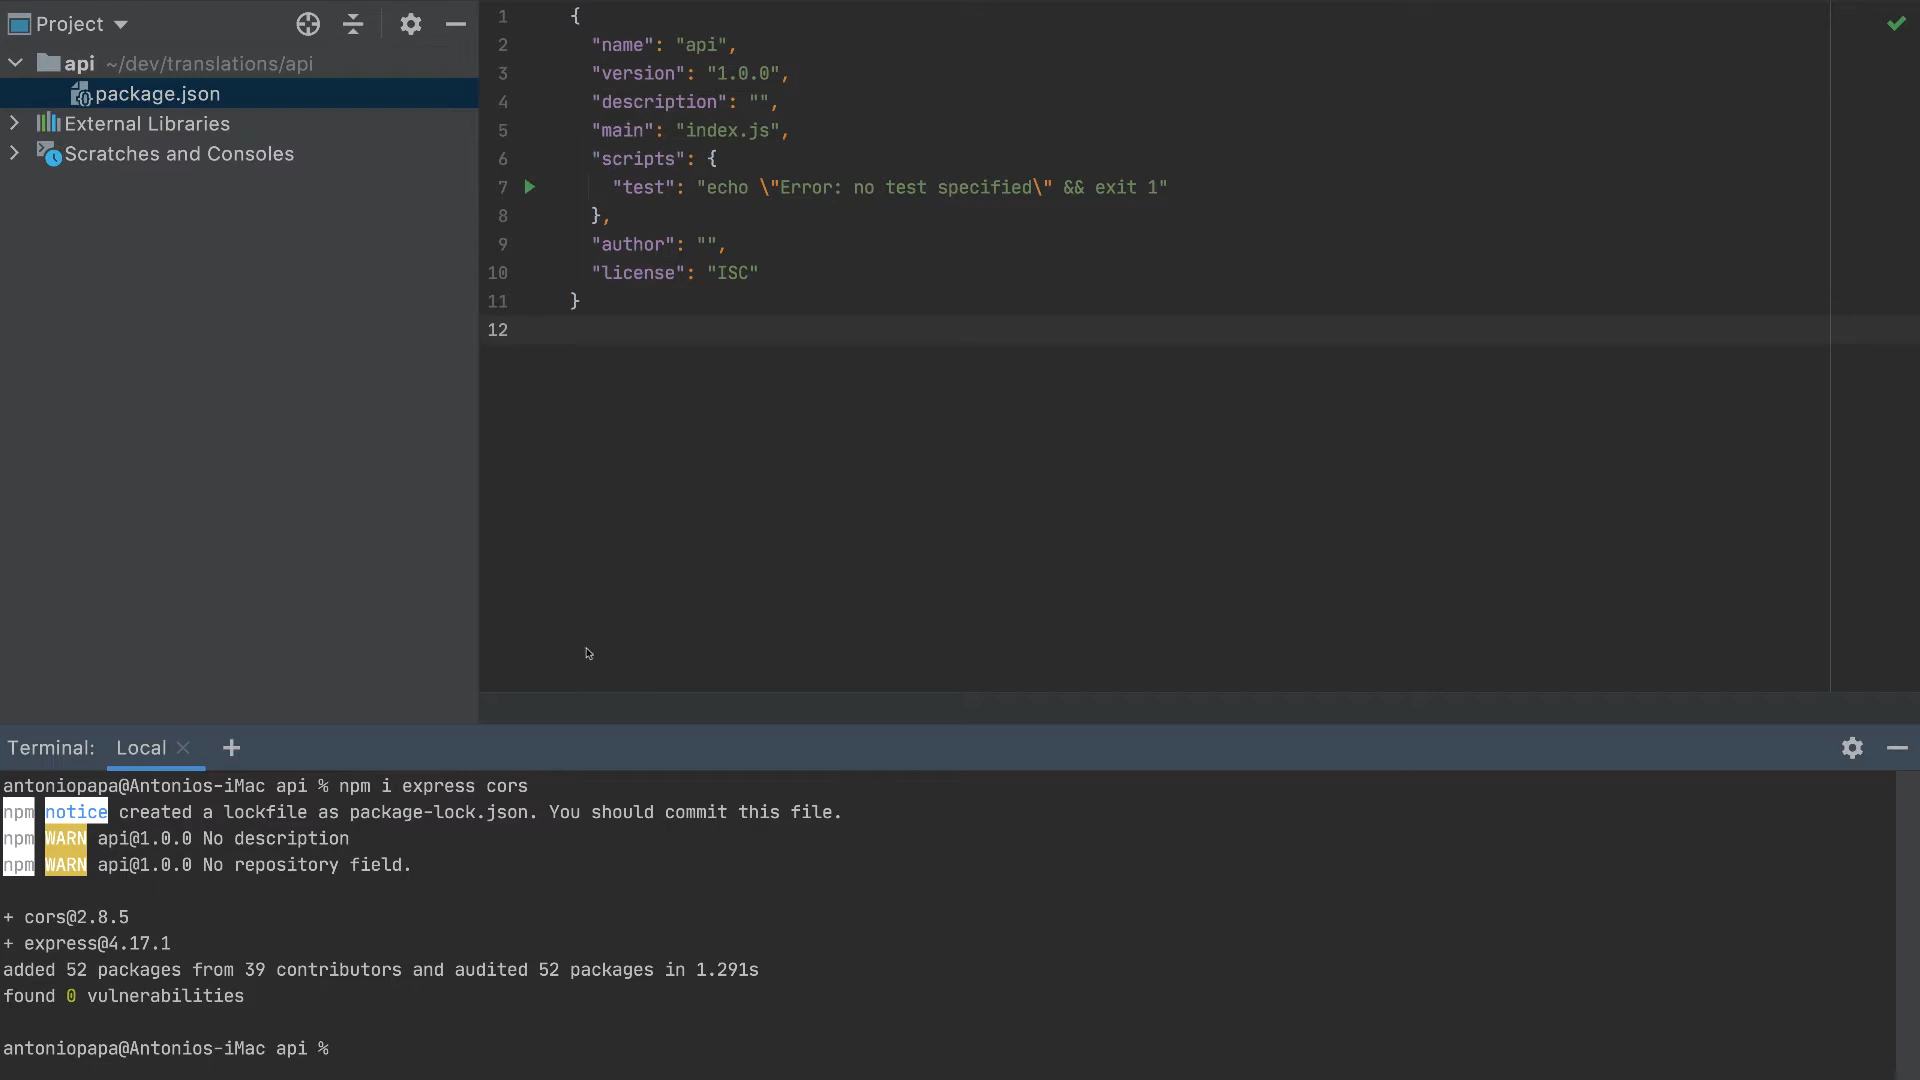 Project
api ~/dev/translations/api
package.json
External Libraries
Scratches and Consoles
1 {
2 "name": "api",
3 "version": "1.0.0",
4 "description": "",
5 "main": "index.js",
6 "scripts": {
7 "test": "echo \"Error: no test specified\" && exit 1"
8 },
9 "author": "",
10 "license": "ISC"
11 }
12
Terminal: Local
antoniopapa@Antonios-iMac api % npm i express cors
npm notice created a lockfile as package-lock.json. You should commit this file.
npm WARN api@1.0.0 No description
npm WARN api@1.0.0 No repository field.
+ cors@2.8.5
+ express@4.17.1
added 52 packages from 39 contributors and audited 52 packages in 1.291s
found 0 vulnerabilities
antoniopapa@Antonios-iMac api %